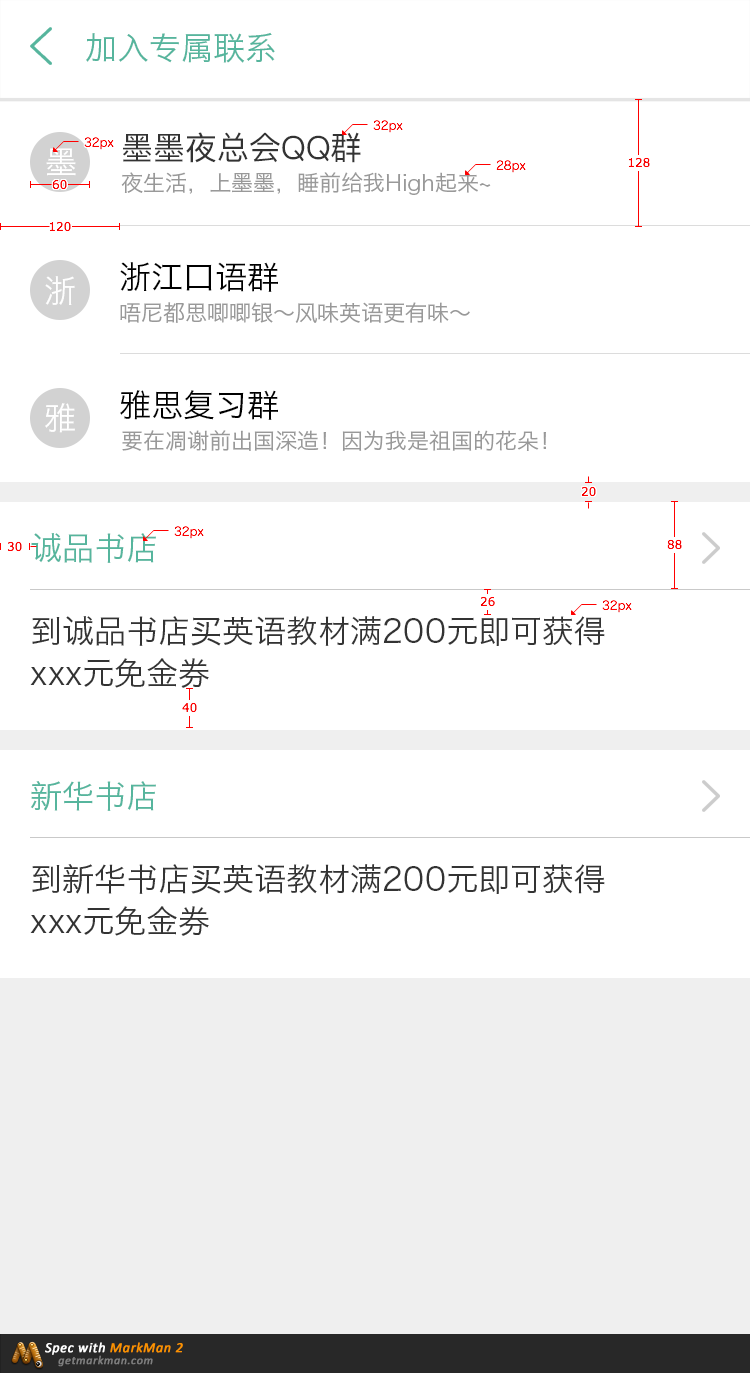 加入专属联系
32px
墨墨夜总会QQ群
32px
墨
夜生活，上墨墨，睡前给我High起来~
28px
128
60
120
浙
浙江口语群
唔尼都思唧唧银～风味英语更有味～
雅
雅思复习群
要在凋谢前出国深造！因为我是祖国的花朵！
20
30
诚品书店
32px
88
26
32px
到诚品书店买英语教材满200元即可获得
xxx元免金券
40
新华书店
到新华书店买英语教材满200元即可获得
xxx元免金券
Spec with MarkMan 2
getmarkman.com